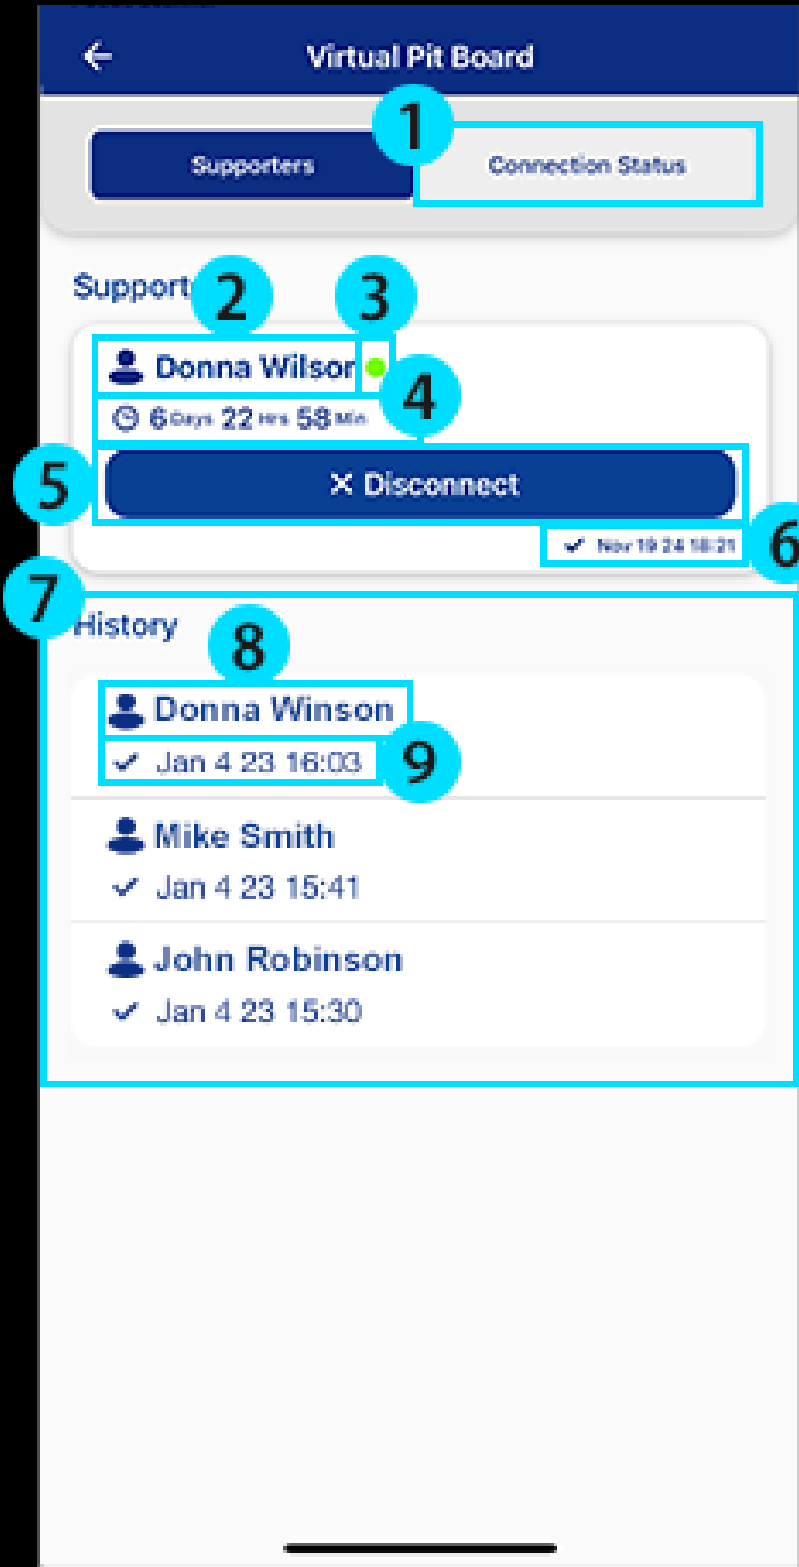 Virtual Pit Board
1
Supporters Connection Status
Support
2 3
Donna Wilsor
4
6 Days 22 Hrs 58 Min
5
× Disconnect
Nov 19 24 18:21
6
7
History
8
Donna Winson
Jan 4 23 16:03
9
Mike Smith
Jan 4 23 15:41
John Robinson
Jan 4 23 15:30